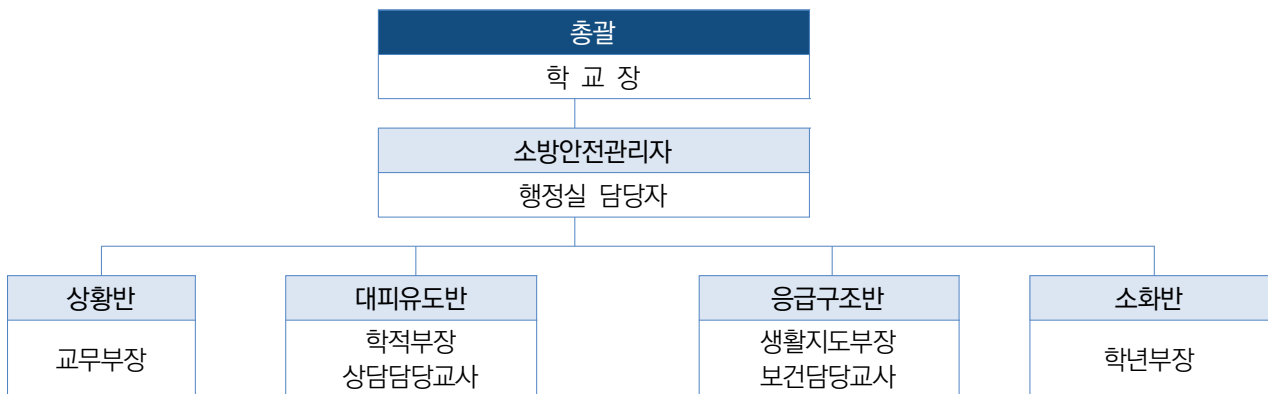 총괄
학 교 장
소방안전관리자
행정실 담당자
상황반
교무부장
대피유도반
학적부장
상담담당교사
응급구조반
생활지도부장
보건담당교사
소화반
학년부장